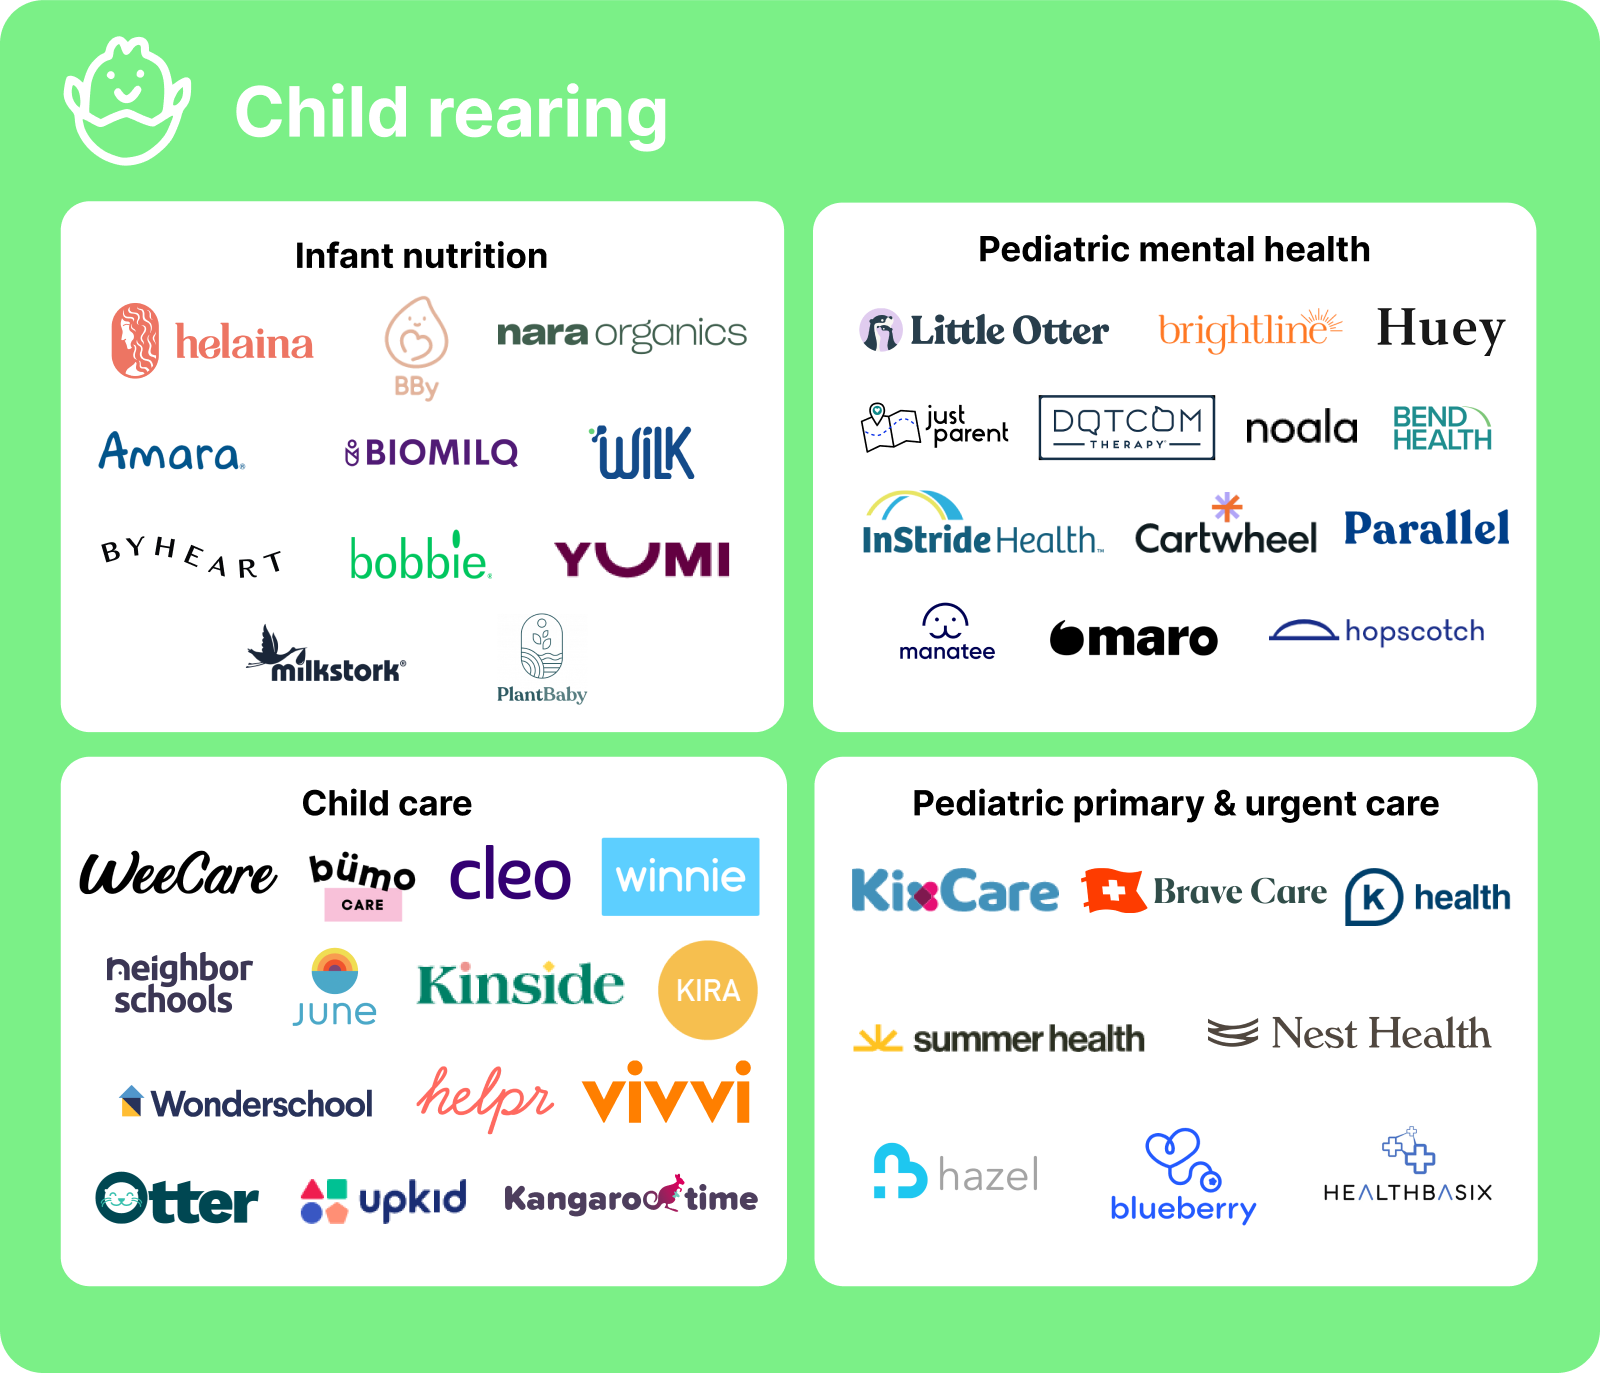 Child rearing
Infant nutrition
helaina
BBy
nara organics
Amara®
BIOMILQ
WiLK
BYHEART
bobbie®
YUMI
milkstork®
PlantBaby
Pediatric mental health
Little Otter
brightline
Huey
just
parent
DOTCOM
THERAPY
noala
BEND
HEALTH
InStride Health™
Cartwheel
Parallel
manatee
maro
hopscotch
Child care
WeeCare
bümo
CARE
cleo
winnie
neighbor
schools
June
Kinside
KIRA
Wonderschool
helpr
vivvi
Otter
upkid
Kangarootime
Pediatric primary & urgent care
KixCare
Brave Care
k health
summer health
Nest Health
hazel
blueberry
HEALTHBASIX